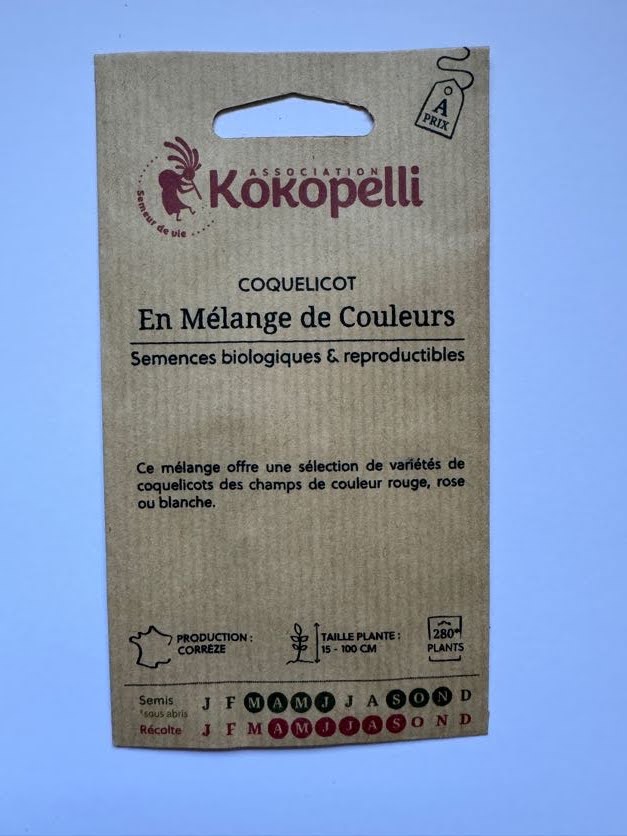 A
PRIX
ASSOCIATION
Kokopelli
Semeur de vie
COQUELICOT
En Mélange de Couleurs
Semences biologiques & reproductibles
Ce mélange offre une sélection de variétés de
coquelicots des champs de couleur rouge, rose
ou blanche.
PRODUCTION :
CORRÈZE
TAILLE PLANTE :
15 - 100 CM
280*
PLANTS
Semis J F M A M J J A S O N D
*sous abris
Récolte J F M A M J J A S O N D